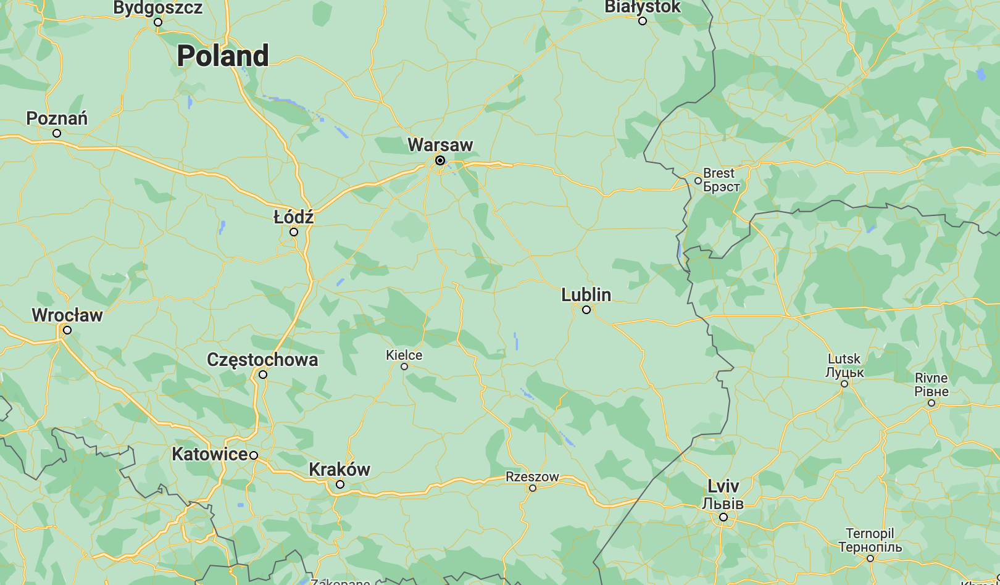 Bydgoszcz
Białystok
Poland
Poznań
Warsaw
Brest
Брэст
Łódź
Lublin
Wrocław
Kielce
Częstochowa
Lutsk
Луцьк
Rivne
Рівне
Katowice
Kraków
Rzeszow
Lviv
Львів
Ternopil
Тернопіль
Zakopane